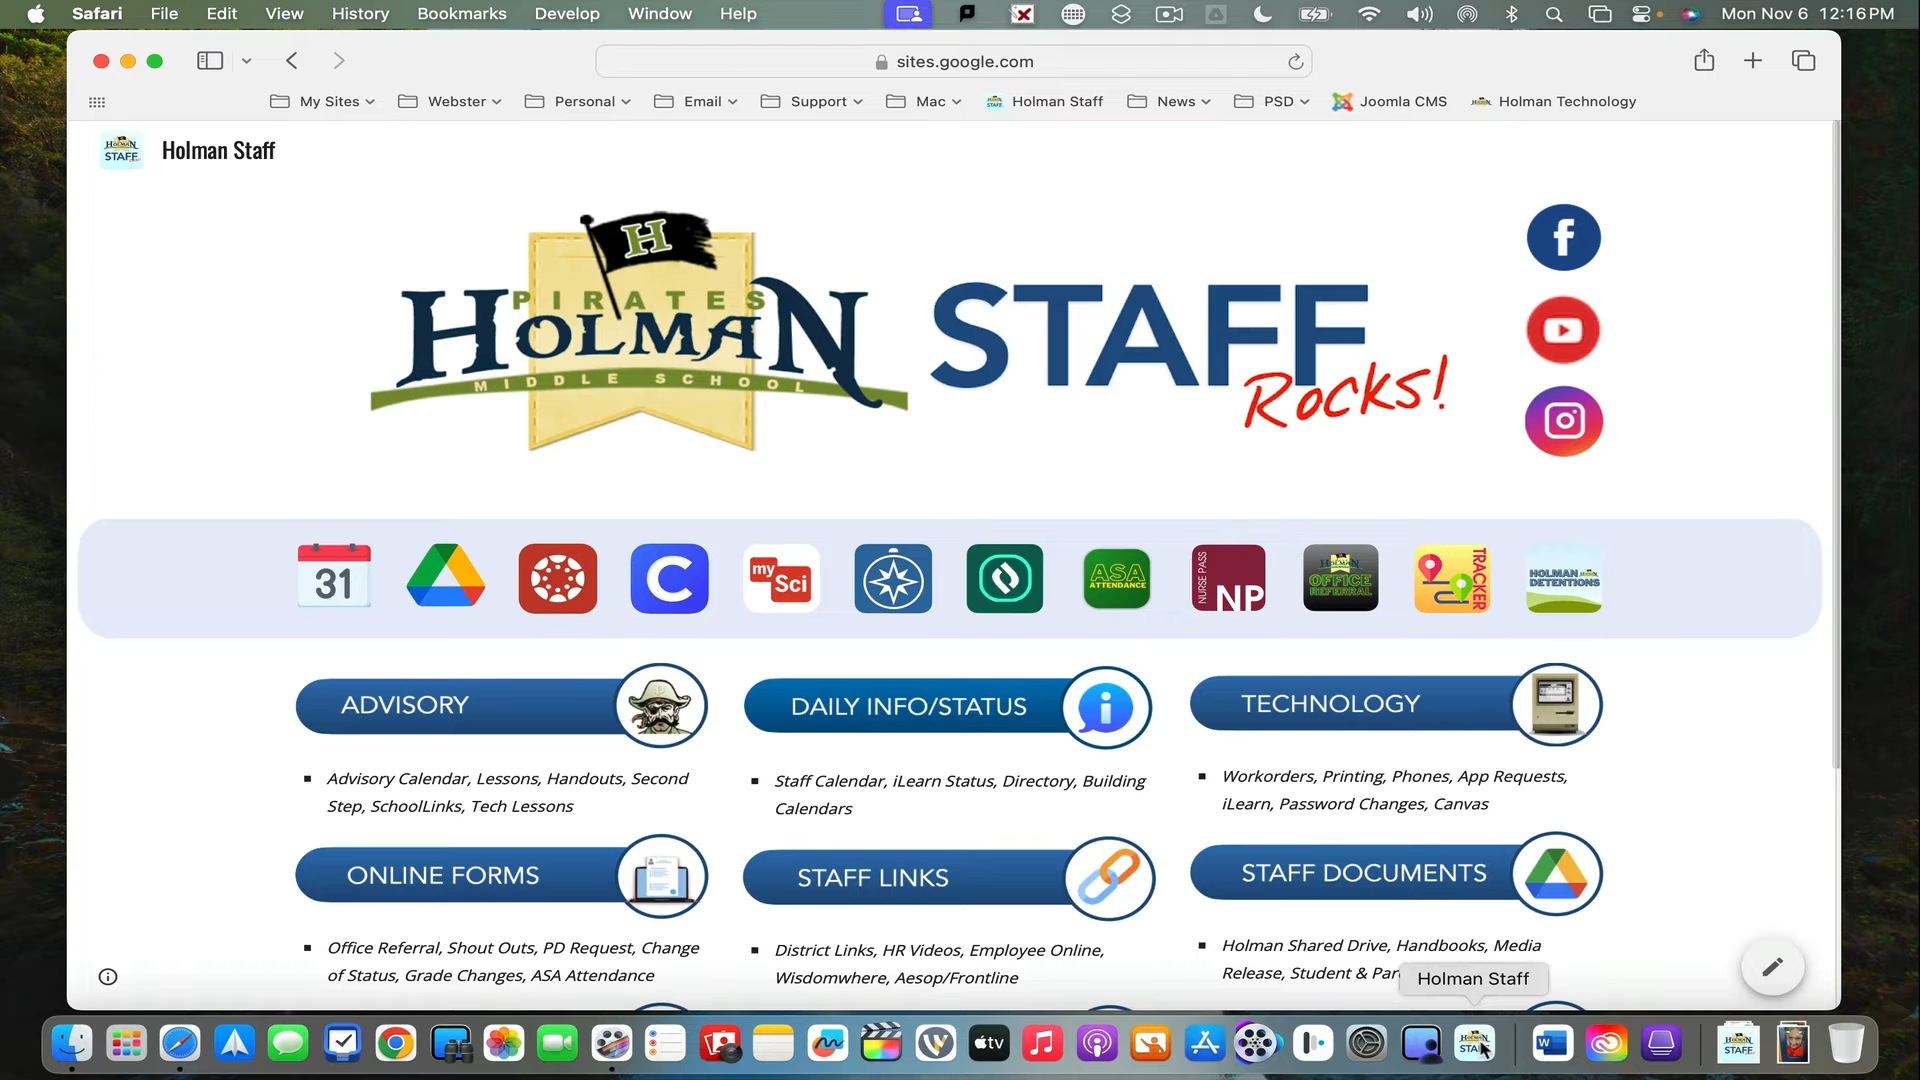 Safari File Edit View History Bookmarks Develop Window Help Mon Nov 6 12:16 PM
sites.google.com
My Sites Webster Personal Email Support Mac Holman Staff News PSD Joomla CMS Holman Technology
HOLMAN
STAFF
Holman Staff
H
PIRATES
HOLMAN
MIDDLE SCHOOL
STAFF
Rocks!
31
C
my
Sci
ASA
ATTENDANCE
NURSE PASS
NP
OFFICE
REFERRAL
TRACKER
HOLMAN
DETENTIONS
ADVISORY
DAILY INFO/STATUS
TECHNOLOGY
▪ Advisory Calendar, Lessons, Handouts, Second
Step, SchoolLinks, Tech Lessons
▪ Staff Calendar, iLearn Status, Directory, Building
Calendars
▪ Workorders, Printing, Phones, App Requests,
iLearn, Password Changes, Canvas
ONLINE FORMS
STAFF LINKS
STAFF DOCUMENTS
▪ Office Referral, Shout Outs, PD Request, Change
of Status, Grade Changes, ASA Attendance
▪ District Links, HR Videos, Employee Online,
Wisdomwhere, Aesop/Frontline
▪ Holman Shared Drive, Handbooks, Media
Release, Student & Par
Holman Staff
tv
W
STAFF